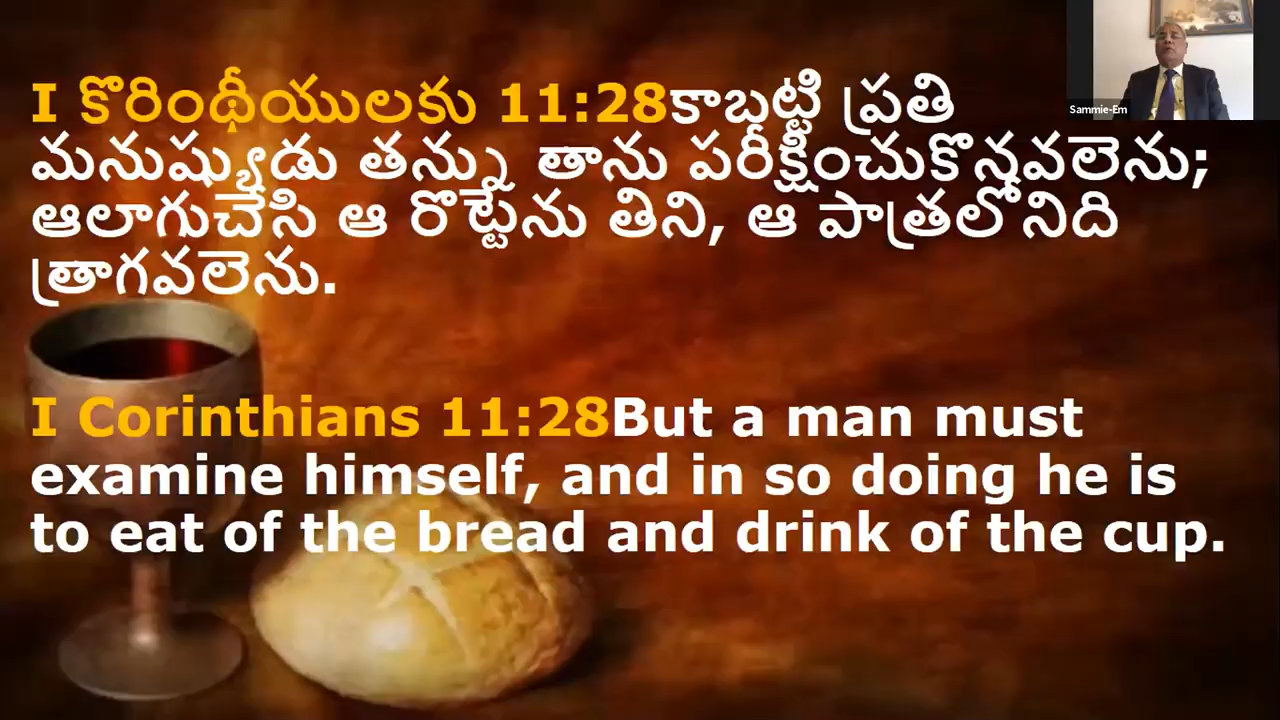 Sammie-Em
I కొరింథీయులకు 11:28కాబట్టి ప్రతి
మనుష్యుడు తన్ను తాను పరీక్షించుకొనవలెను;
ఆలాగుచేసి ఆ రొట్టెను తిని, ఆ పాత్రలోనిది
త్రాగవలెను.
I Corinthians 11:28But a man must
examine himself, and in so doing he is
to eat of the bread and drink of the cup.